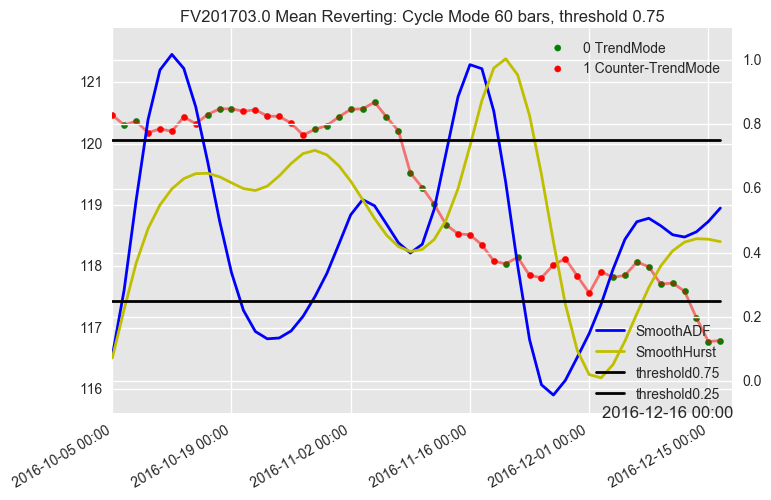 FV201703.0 Mean Reverting: Cycle Mode 60 bars, threshold 0.75
0 TrendMode
1 Counter-TrendMode
121
120
119
118
117
116
1.0
0.8
0.6
0.4
0.2
0.0
SmoothADF
SmoothHurst
threshold0.75
threshold0.25
2016-12-16 00:00
2016-10-05 00:00
2016-10-19 00:00
2016-11-02 00:00
2016-11-16 00:00
2016-12-01 00:00
2016-12-15 00:00